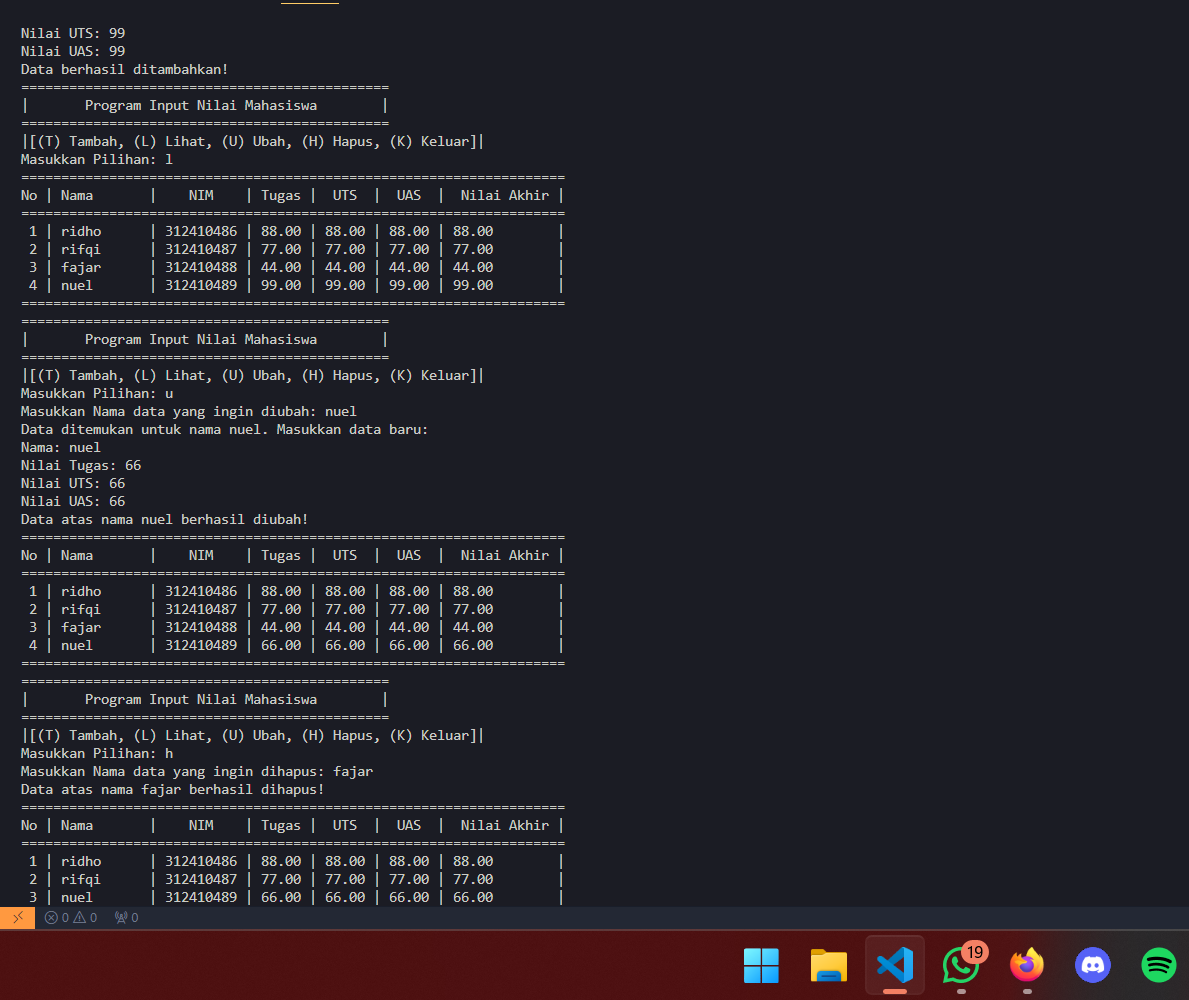 Nilai UTS: 99
Nilai UAS: 99
Data berhasil ditambahkan!
==============================================
|       Program Input Nilai Mahasiswa        |
==============================================
|[(T) Tambah, (L) Lihat, (U) Ubah, (H) Hapus, (K) Keluar]|
Masukkan Pilihan: l
====================================================================
No | Nama       |    NIM    | Tugas |  UTS  |  UAS  |  Nilai Akhir |
====================================================================
 1 | ridho      | 312410486 | 88.00 | 88.00 | 88.00 | 88.00        |
 2 | rifqi      | 312410487 | 77.00 | 77.00 | 77.00 | 77.00        |
 3 | fajar      | 312410488 | 44.00 | 44.00 | 44.00 | 44.00        |
 4 | nuel       | 312410489 | 99.00 | 99.00 | 99.00 | 99.00        |
====================================================================
==============================================
|       Program Input Nilai Mahasiswa        |
==============================================
|[(T) Tambah, (L) Lihat, (U) Ubah, (H) Hapus, (K) Keluar]|
Masukkan Pilihan: u
Masukkan Nama data yang ingin diubah: nuel
Data ditemukan untuk nama nuel. Masukkan data baru:
Nama: nuel
Nilai Tugas: 66
Nilai UTS: 66
Nilai UAS: 66
Data atas nama nuel berhasil diubah!
====================================================================
No | Nama       |    NIM    | Tugas |  UTS  |  UAS  |  Nilai Akhir |
====================================================================
 1 | ridho      | 312410486 | 88.00 | 88.00 | 88.00 | 88.00        |
 2 | rifqi      | 312410487 | 77.00 | 77.00 | 77.00 | 77.00        |
 3 | fajar      | 312410488 | 44.00 | 44.00 | 44.00 | 44.00        |
 4 | nuel       | 312410489 | 66.00 | 66.00 | 66.00 | 66.00        |
====================================================================
==============================================
|       Program Input Nilai Mahasiswa        |
==============================================
|[(T) Tambah, (L) Lihat, (U) Ubah, (H) Hapus, (K) Keluar]|
Masukkan Pilihan: h
Masukkan Nama data yang ingin dihapus: fajar
Data atas nama fajar berhasil dihapus!
====================================================================
No | Nama       |    NIM    | Tugas |  UTS  |  UAS  |  Nilai Akhir |
====================================================================
 1 | ridho      | 312410486 | 88.00 | 88.00 | 88.00 | 88.00        |
 2 | rifqi      | 312410487 | 77.00 | 77.00 | 77.00 | 77.00        |
 3 | nuel       | 312410489 | 66.00 | 66.00 | 66.00 | 66.00        |
0 0 0
19